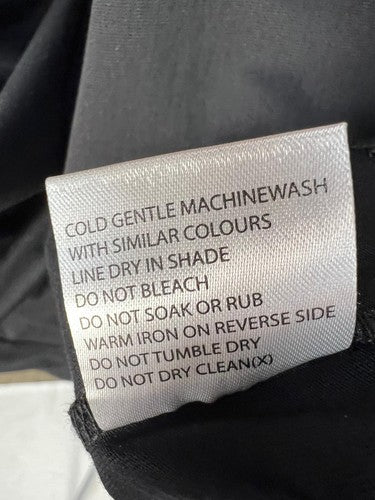 COLD GENTLE MACHINEWASH
WITH SIMILAR COLOURS
LINE DRY IN SHADE
DO NOT BLEACH
DO NOT SOAK OR RUB
WARM IRON ON REVERSE SIDE
DO NOT TUMBLE DRY
DO NOT DRY CLEAN(X)